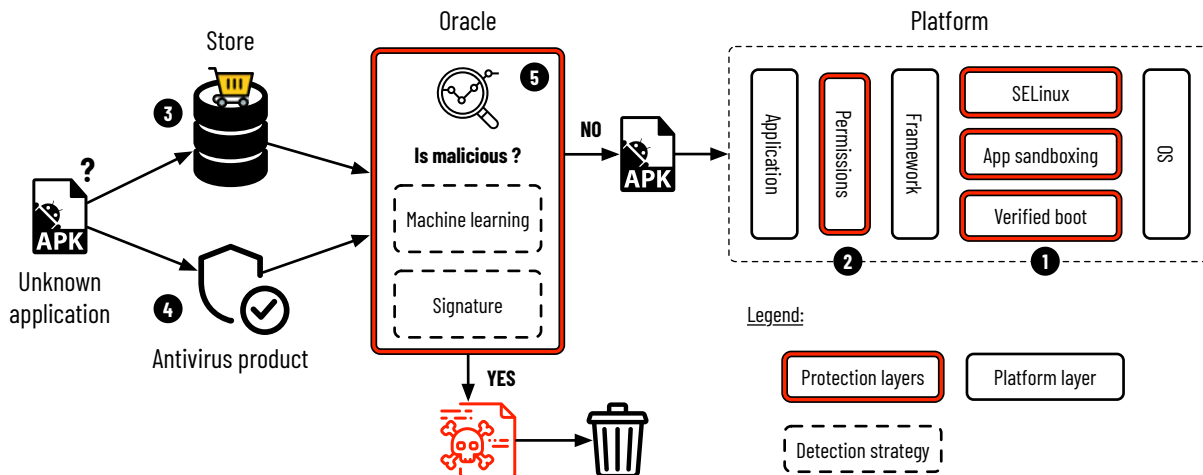 Oracle
Platform
Store
5
3
?
APK
Unknown
application
4
Antivirus product
Is malicious ?
Machine learning
Signature
NO
APK
YES
Application
Permissions
Framework
SELinux
App sandboxing
Verified boot
OS
2
1
Legend:
Protection layers
Platform layer
Detection strategy